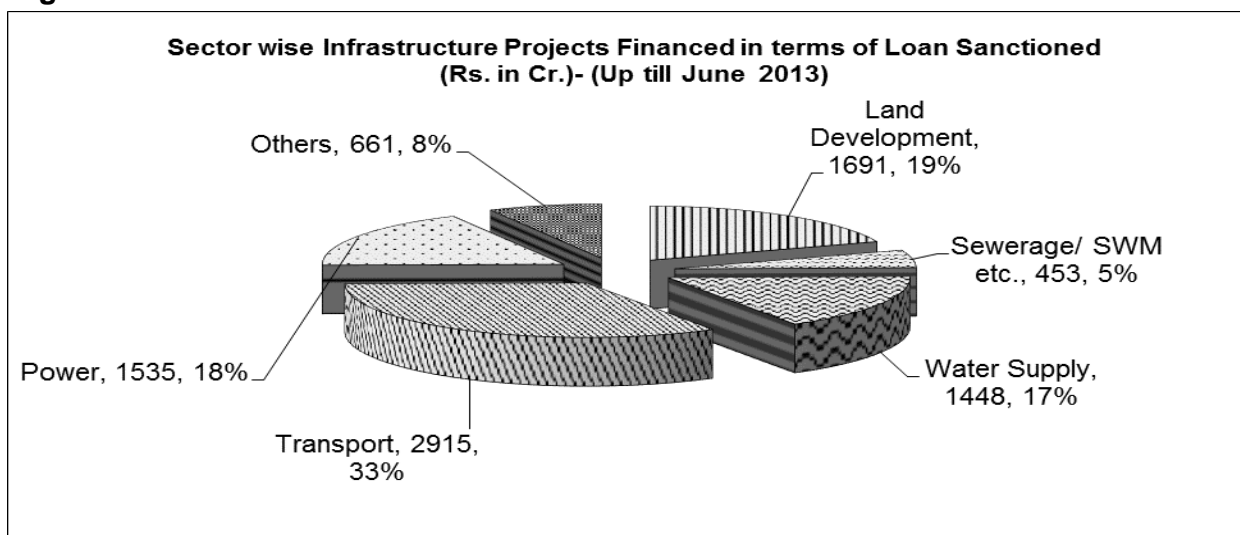 Sector wise Infrastructure Projects Financed in terms of Loan Sanctioned
(Rs. in Cr.)- (Up till June 2013)
Land
Development,
1691, 19%
Others, 661, 8%
Sewerage/ SWM
etc., 453, 5%
Power, 1535, 18%
Water Supply,
1448, 17%
Transport, 2915,
33%